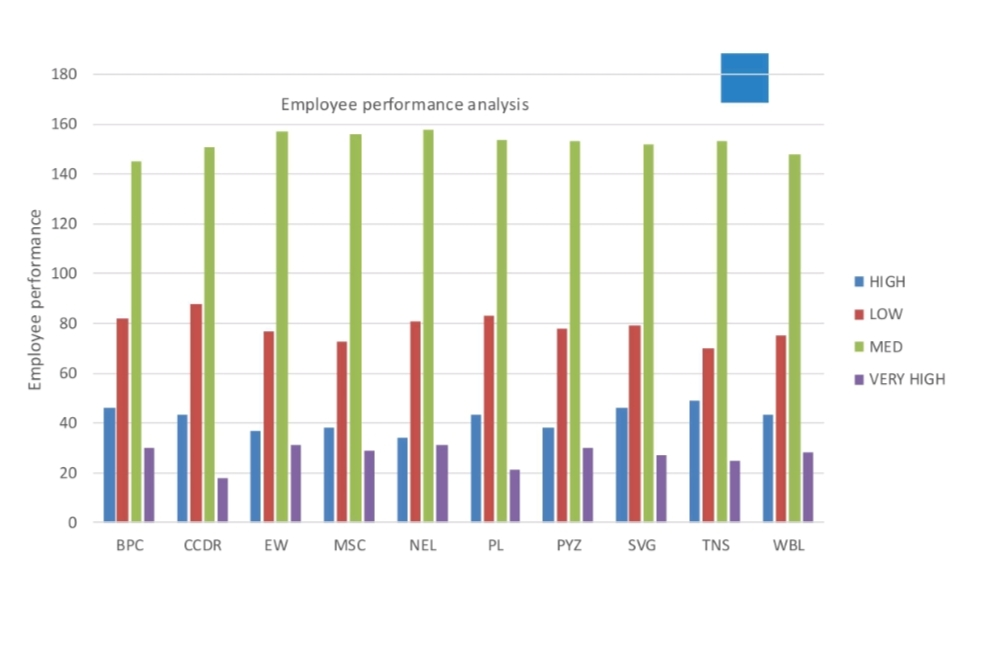 Employee performance analysis
Employee performance
180
160
140
120
100
80
60
40
20
0
BPC CCDR EW MSC NEL PL PYZ SVG TNS WBL
HIGH
LOW
MED
VERY HIGH